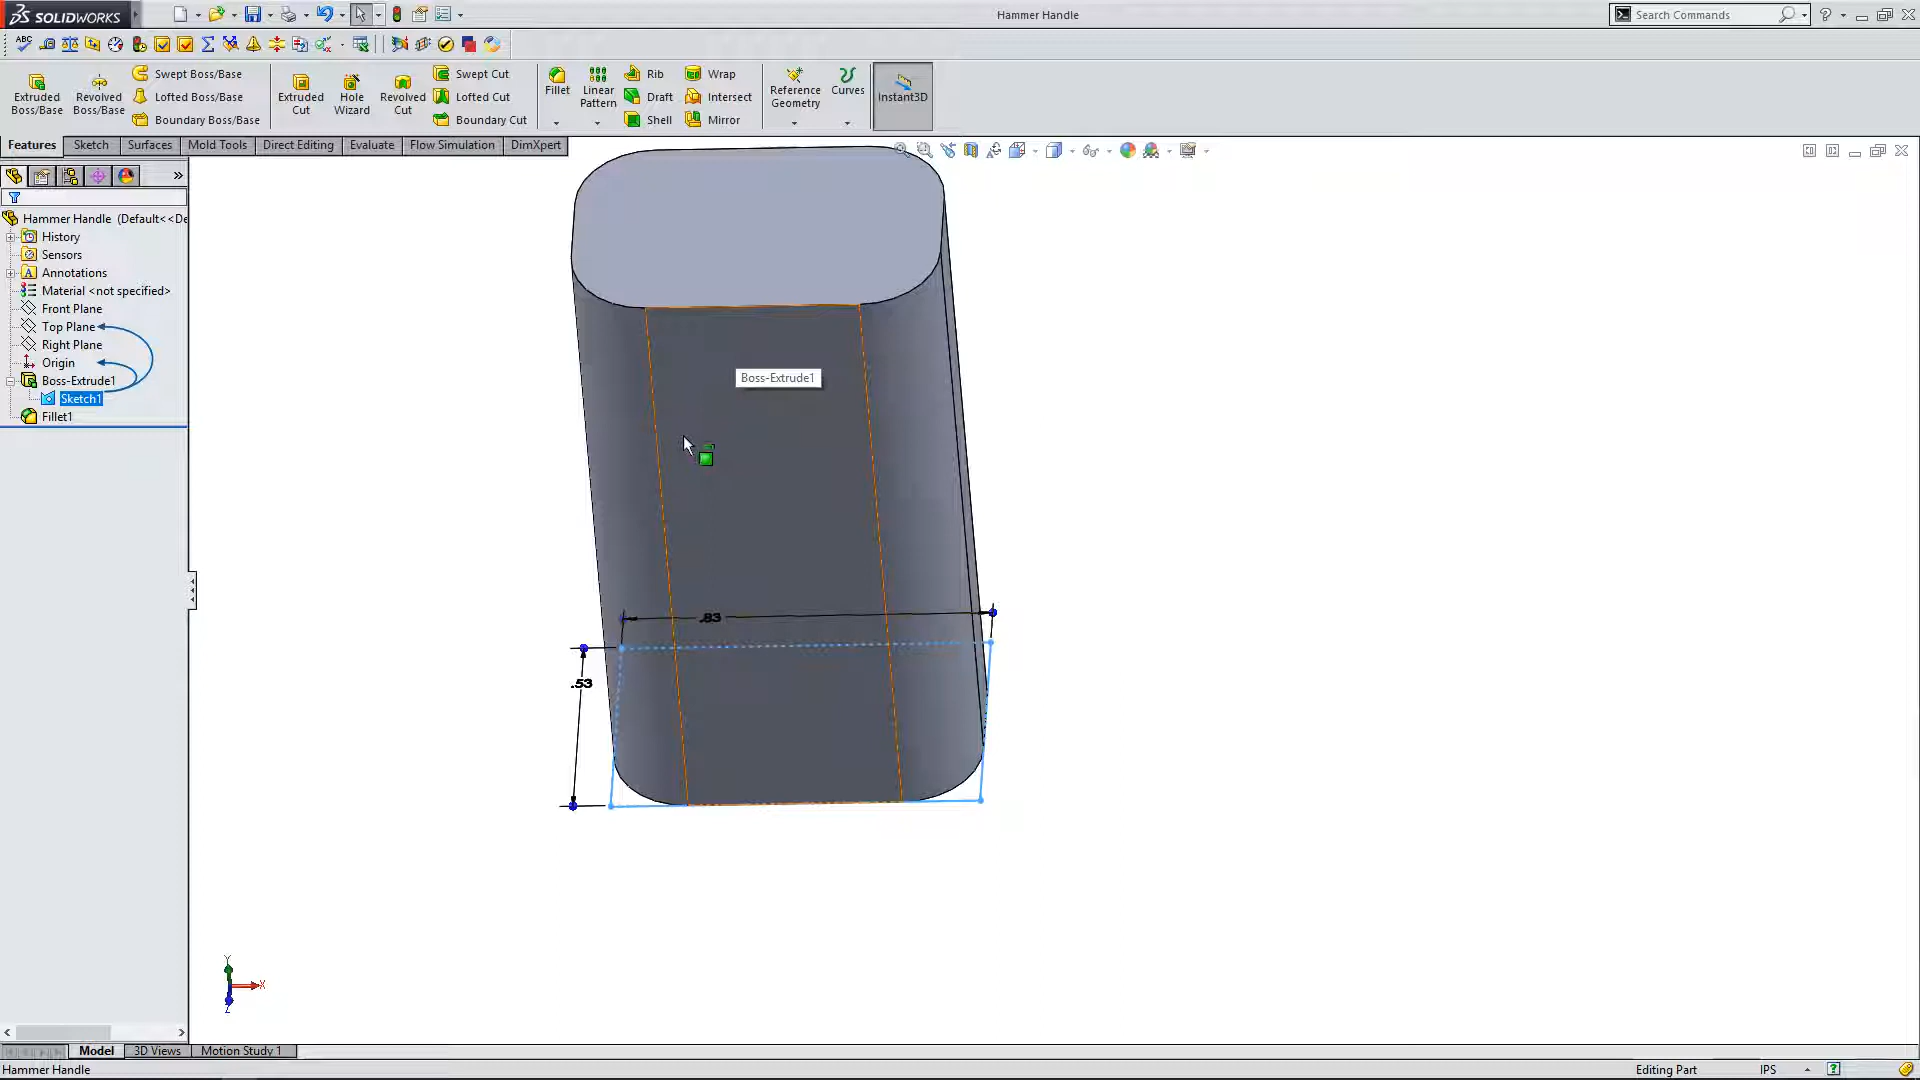 SOLIDWORKS
Hammer Handle
Search Commands
Extruded Boss/Base
Revolved Boss/Base
Swept Boss/Base
Lofted Boss/Base
Boundary Boss/Base
Extruded Cut
Hole Wizard
Revolved Cut
Swept Cut
Lofted Cut
Boundary Cut
Fillet
Linear Pattern
Rib
Draft
Shell
Wrap
Intersect
Mirror
Reference Geometry
Curves
Instant3D
Features
Sketch
Surfaces
Mold Tools
Direct Editing
Evaluate
Flow Simulation
DimXpert
Hammer Handle (Default<<De
History
Sensors
Annotations
Material <not specified>
Front Plane
Top Plane
Right Plane
Origin
Boss-Extrude1
Sketch1
Fillet1
Boss-Extrude1
.83
.53
Y
X
Z
Model
3D Views
Motion Study 1
Hammer Handle
Editing Part
IPS